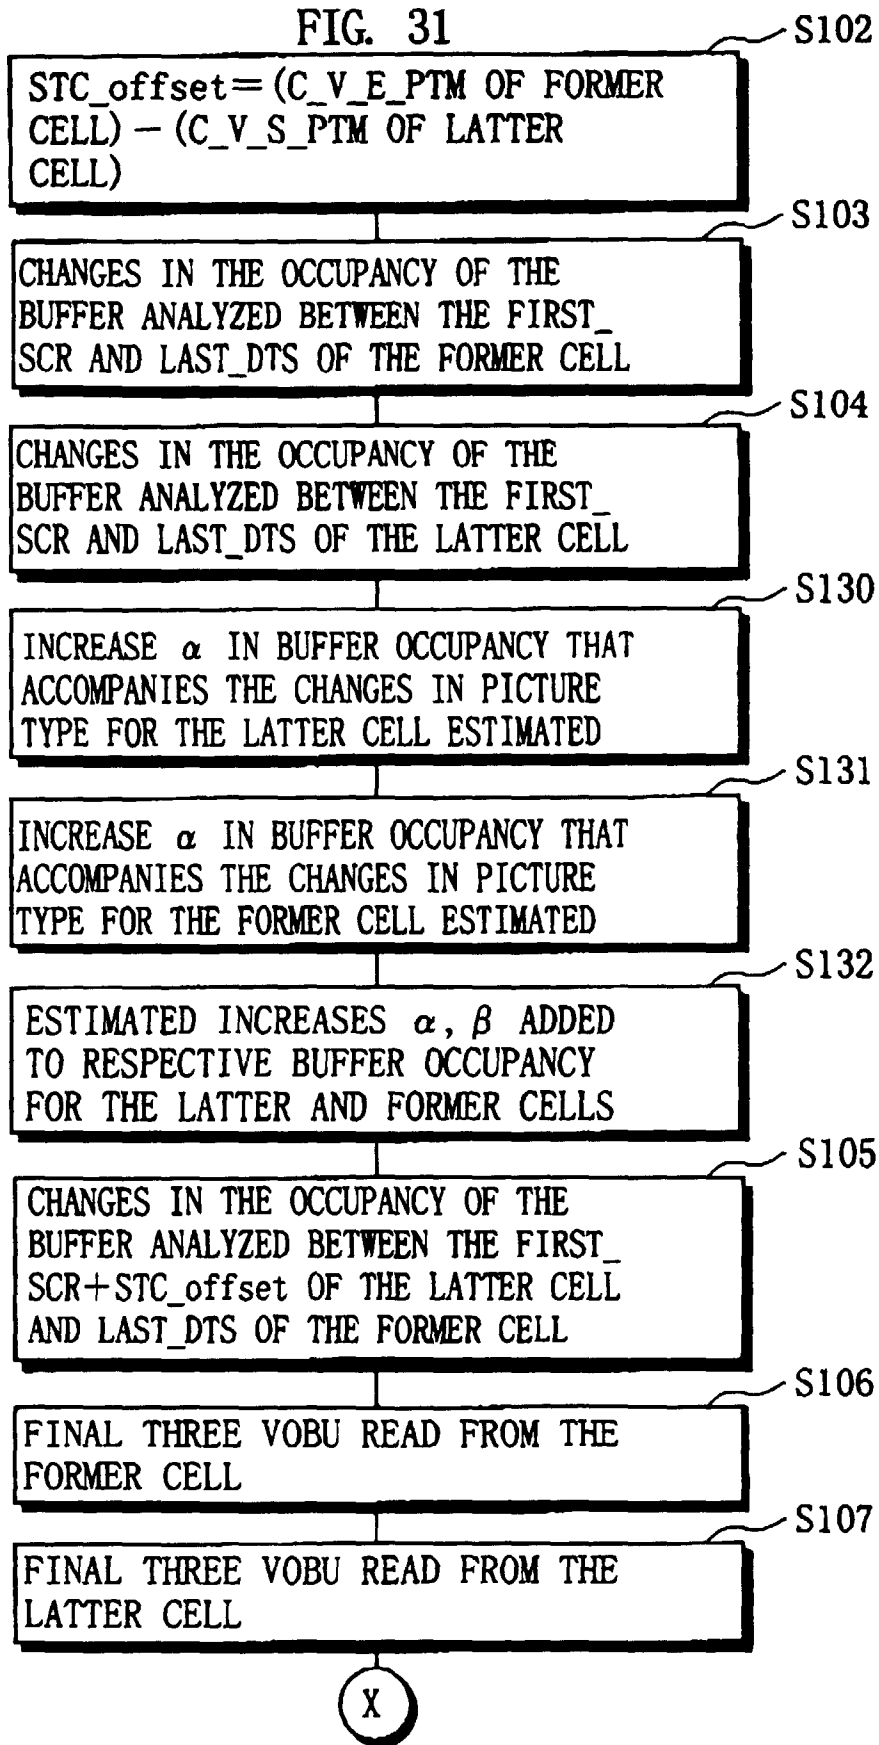 FIG. 31
S102
STC_offset=(C_V_E_PTM OF FORMER
CELL)-(C_V_S_PTM OF LATTER
CELL)
S103
CHANGES IN THE OCCUPANCY OF THE
BUFFER ANALYZED BETWEEN THE FIRST_
SCR AND LAST_DTS OF THE FORMER CELL
S104
CHANGES IN THE OCCUPANCY OF THE
BUFFER ANALYZED BETWEEN THE FIRST_
SCR AND LAST_DTS OF THE LATTER CELL
S130
INCREASE α IN BUFFER OCCUPANCY THAT
ACCOMPANIES THE CHANGES IN PICTURE
TYPE FOR THE LATTER CELL ESTIMATED
S131
INCREASE α IN BUFFER OCCUPANCY THAT
ACCOMPANIES THE CHANGES IN PICTURE
TYPE FOR THE FORMER CELL ESTIMATED
S132
ESTIMATED INCREASES α, β ADDED
TO RESPECTIVE BUFFER OCCUPANCY
FOR THE LATTER AND FORMER CELLS
S105
CHANGES IN THE OCCUPANCY OF THE
BUFFER ANALYZED BETWEEN THE FIRST_
SCR+STC_offset OF THE LATTER CELL
AND LAST_DTS OF THE FORMER CELL
S106
FINAL THREE VOBU READ FROM THE
FORMER CELL
S107
FINAL THREE VOBU READ FROM THE
LATTER CELL
X